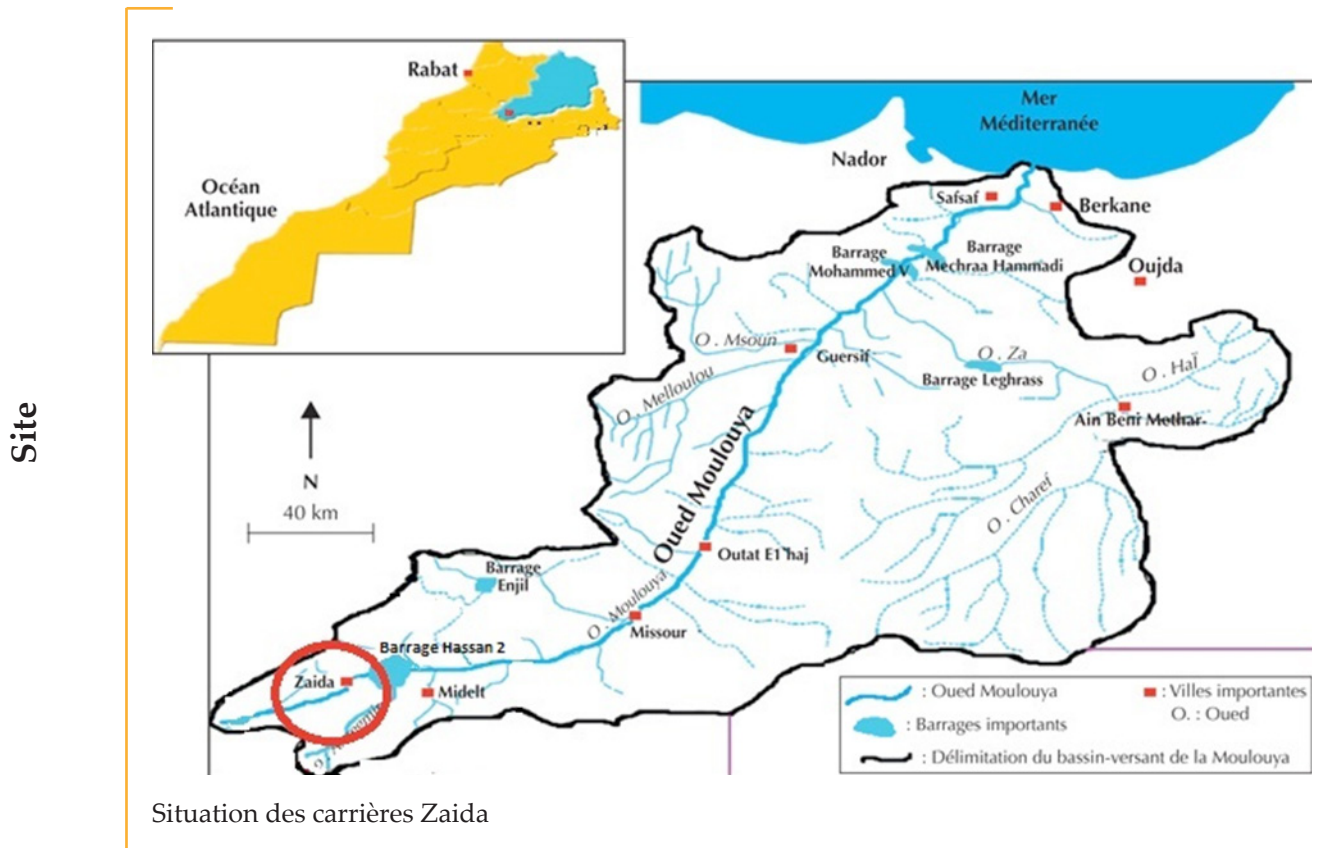 Site
Rabat
Océan
Atlantique
Mer
Méditerranée
Nador
Safsaf
Berkane
Barrage
Mohammed V
Barrage
Mechraa Hammadi
Oujda
O . Msoun
Guersif
O . Za
Barrage Leghrass
O . Haï
O . Melloulou
Ain Beni Mothar
Oued Moulouya
O . Charef
N
40 km
Outat E1 haj
Barrage
Enjil
O . Moulouya
Missour
Barrage Hassan 2
Zaida
Midelt
: Oued Moulouya
: Villes importantes
O. : Oued
: Barrages importants
: Délimitation du bassin-versant de la Moulouya
Situation des carrières Zaida